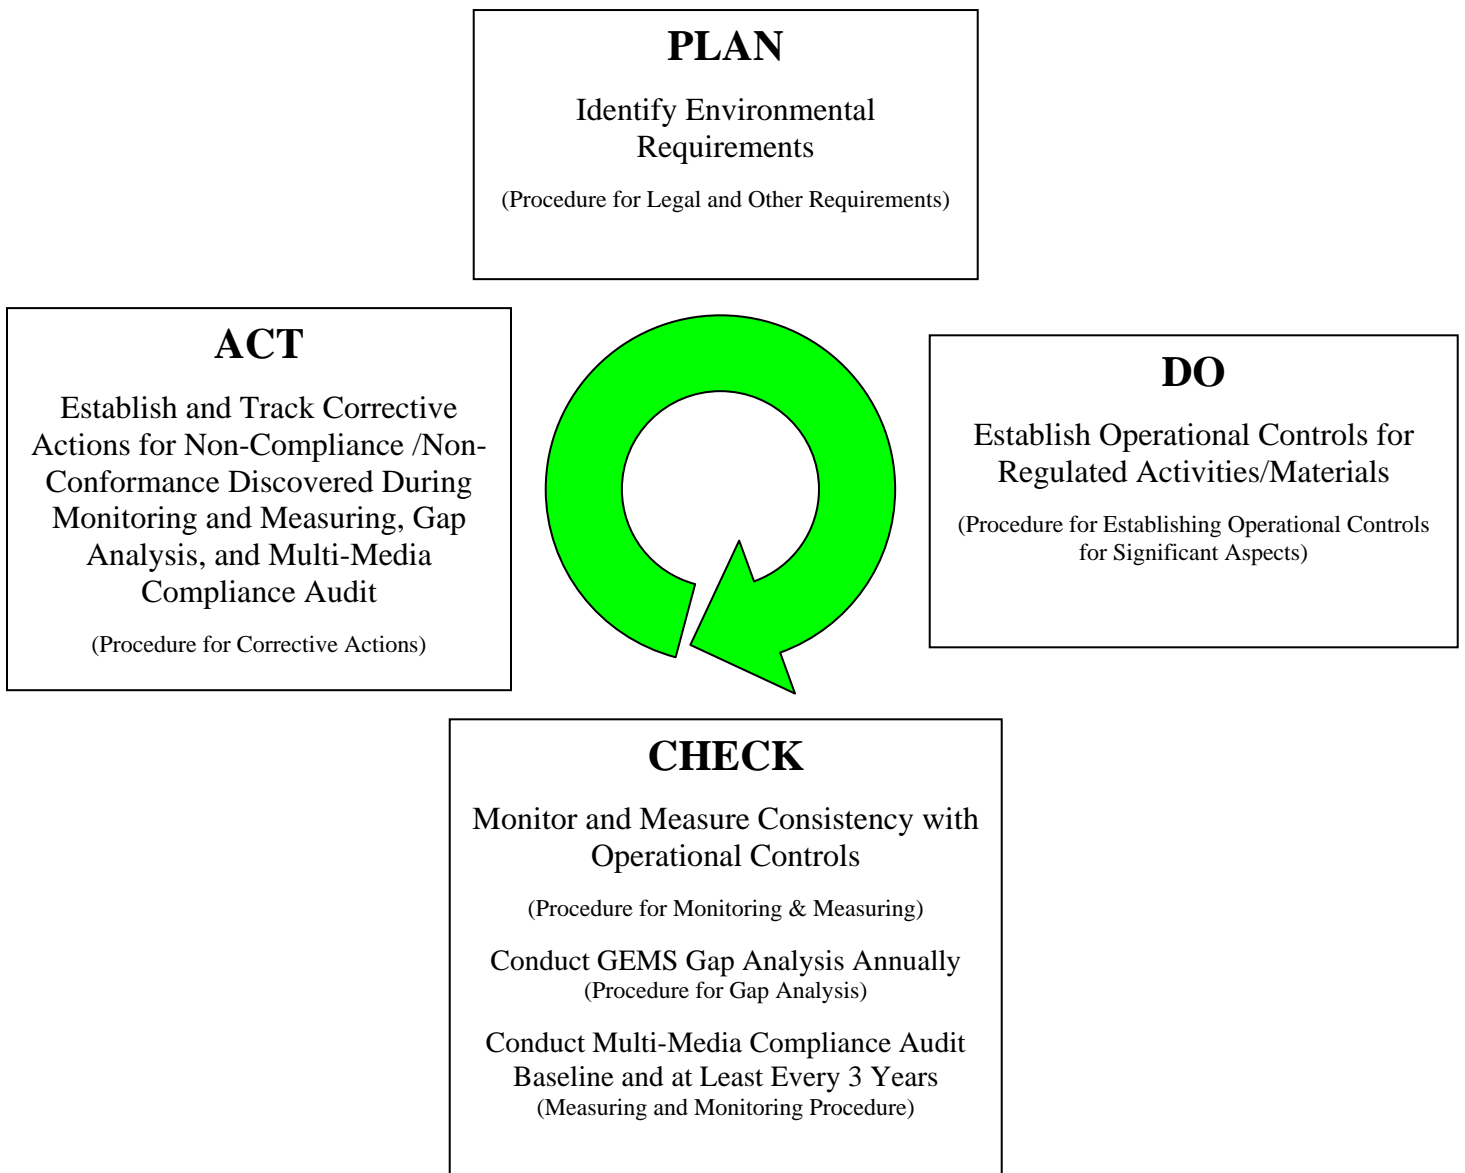 PLAN
Identify Environmental
Requirements
(Procedure for Legal and Other Requirements)
ACT
Establish and Track Corrective
Actions for Non-Compliance /Non-
Conformance Discovered During
Monitoring and Measuring, Gap
Analysis, and Multi-Media
Compliance Audit
(Procedure for Corrective Actions)
DO
Establish Operational Controls for
Regulated Activities/Materials
(Procedure for Establishing Operational Controls
for Significant Aspects)
CHECK
Monitor and Measure Consistency with
Operational Controls
(Procedure for Monitoring & Measuring)
Conduct GEMS Gap Analysis Annually
(Procedure for Gap Analysis)
Conduct Multi-Media Compliance Audit
Baseline and at Least Every 3 Years
(Measuring and Monitoring Procedure)